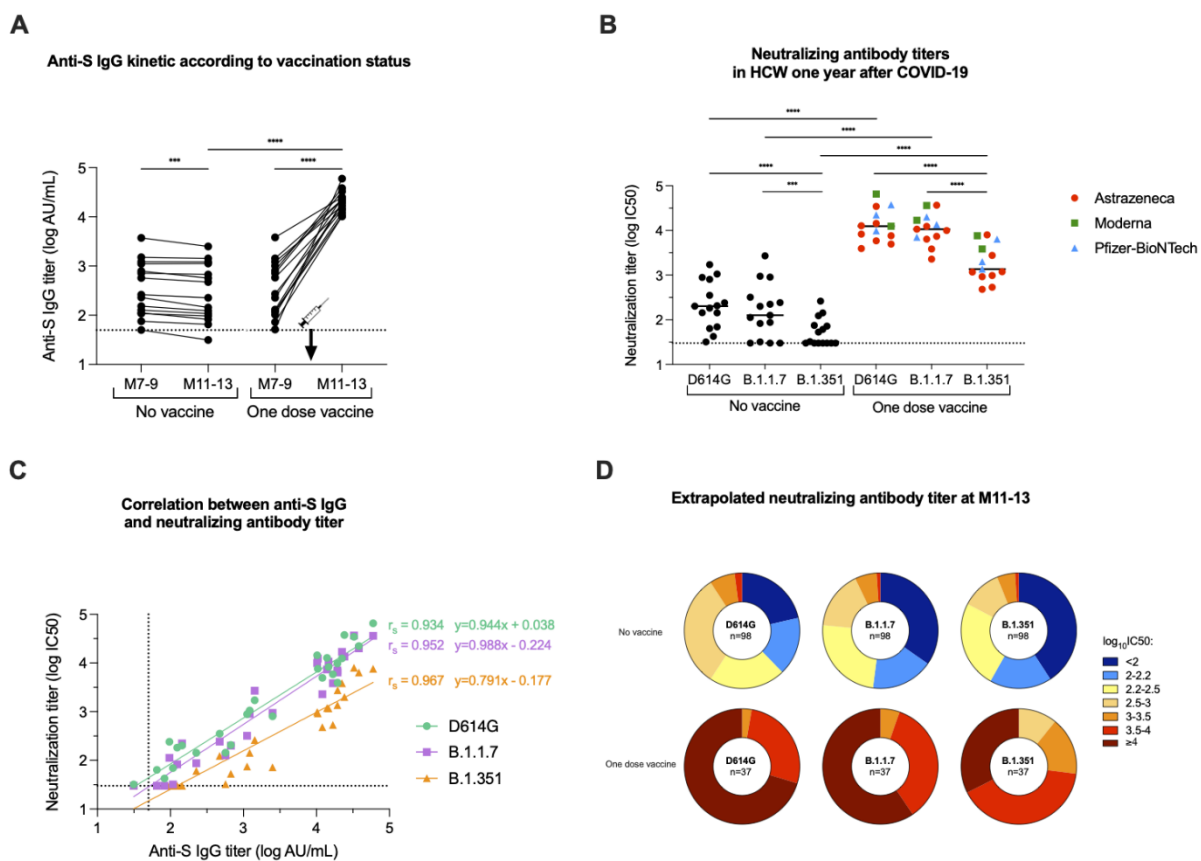 A
Anti-S IgG kinetic according to vaccination status
Anti-S IgG titer (log AU/mL)
****
*** ****
5
4
3
2
1
M7-9 M11-13 M7-9 M11-13
No vaccine One dose vaccine
B
Neutralizing antibody titers
in HCW one year after COVID-19
Neutralization titer (log IC50)
****
****
****
**** ****
*** ****
5
4
3
2
1
D614G B.1.1.7 B.1.351 D614G B.1.1.7 B.1.351
No vaccine One dose vaccine
Astrazeneca
Moderna
Pfizer-BioNTech
C
Correlation between anti-S IgG
and neutralizing antibody titer
Neutralization titer (log IC50)
5
4
3
2
1
1 2 3 4 5
Anti-S IgG titer (log AU/mL)
rs = 0.934 y=0.944x + 0.038
rs = 0.952 y=0.988x - 0.224
rs = 0.967 y=0.791x - 0.177
D614G
B.1.1.7
B.1.351
D
Extrapolated neutralizing antibody titer at M11-13
No vaccine
D614G
n=98
B.1.1.7
n=98
B.1.351
n=98
One dose vaccine
D614G
n=37
B.1.1.7
n=37
B.1.351
n=37
log10IC50:
<2
2-2.2
2.2-2.5
2.5-3
3-3.5
3.5-4
≥4